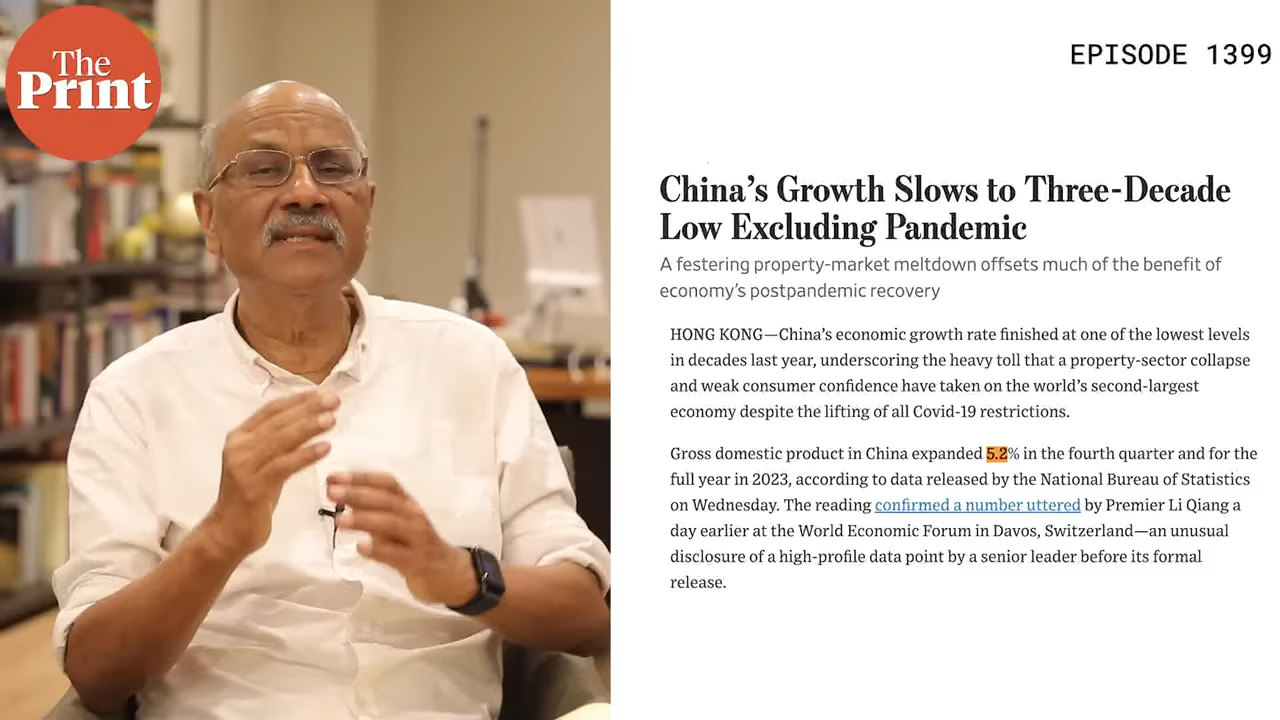 The
Print
EPISODE 1399
China's Growth Slows to Three-Decade
Low Excluding Pandemic
A festering property-market meltdown offsets much of the benefit of
economy's postpandemic recovery
HONG KONG—China's economic growth rate finished at one of the lowest levels
in decades last year, underscoring the heavy toll that a property-sector collapse
and weak consumer confidence have taken on the world's second-largest
economy despite the lifting of all Covid-19 restrictions.
Gross domestic product in China expanded 5.2% in the fourth quarter and for the
full year in 2023, according to data released by the National Bureau of Statistics
on Wednesday. The reading confirmed a number uttered by Premier Li Qiang a
day earlier at the World Economic Forum in Davos, Switzerland—an unusual
disclosure of a high-profile data point by a senior leader before its formal
release.